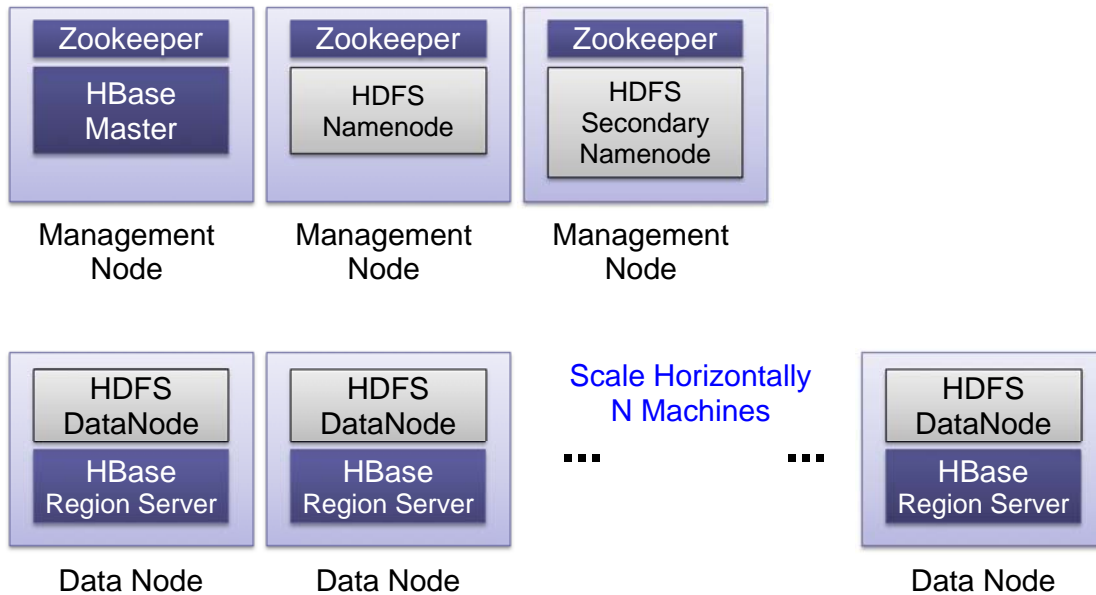 Zookeeper Zookeeper Zookeeper
HBase HDFS HDFS
Master Namenode Secondary
Namenode
Management Management Management
Node Node Node
HDFS HDFS Scale Horizontally HDFS
DataNode DataNode N Machines DataNode
... ...
HBase HBase HBase
Region Server Region Server Region Server
Data Node Data Node Data Node